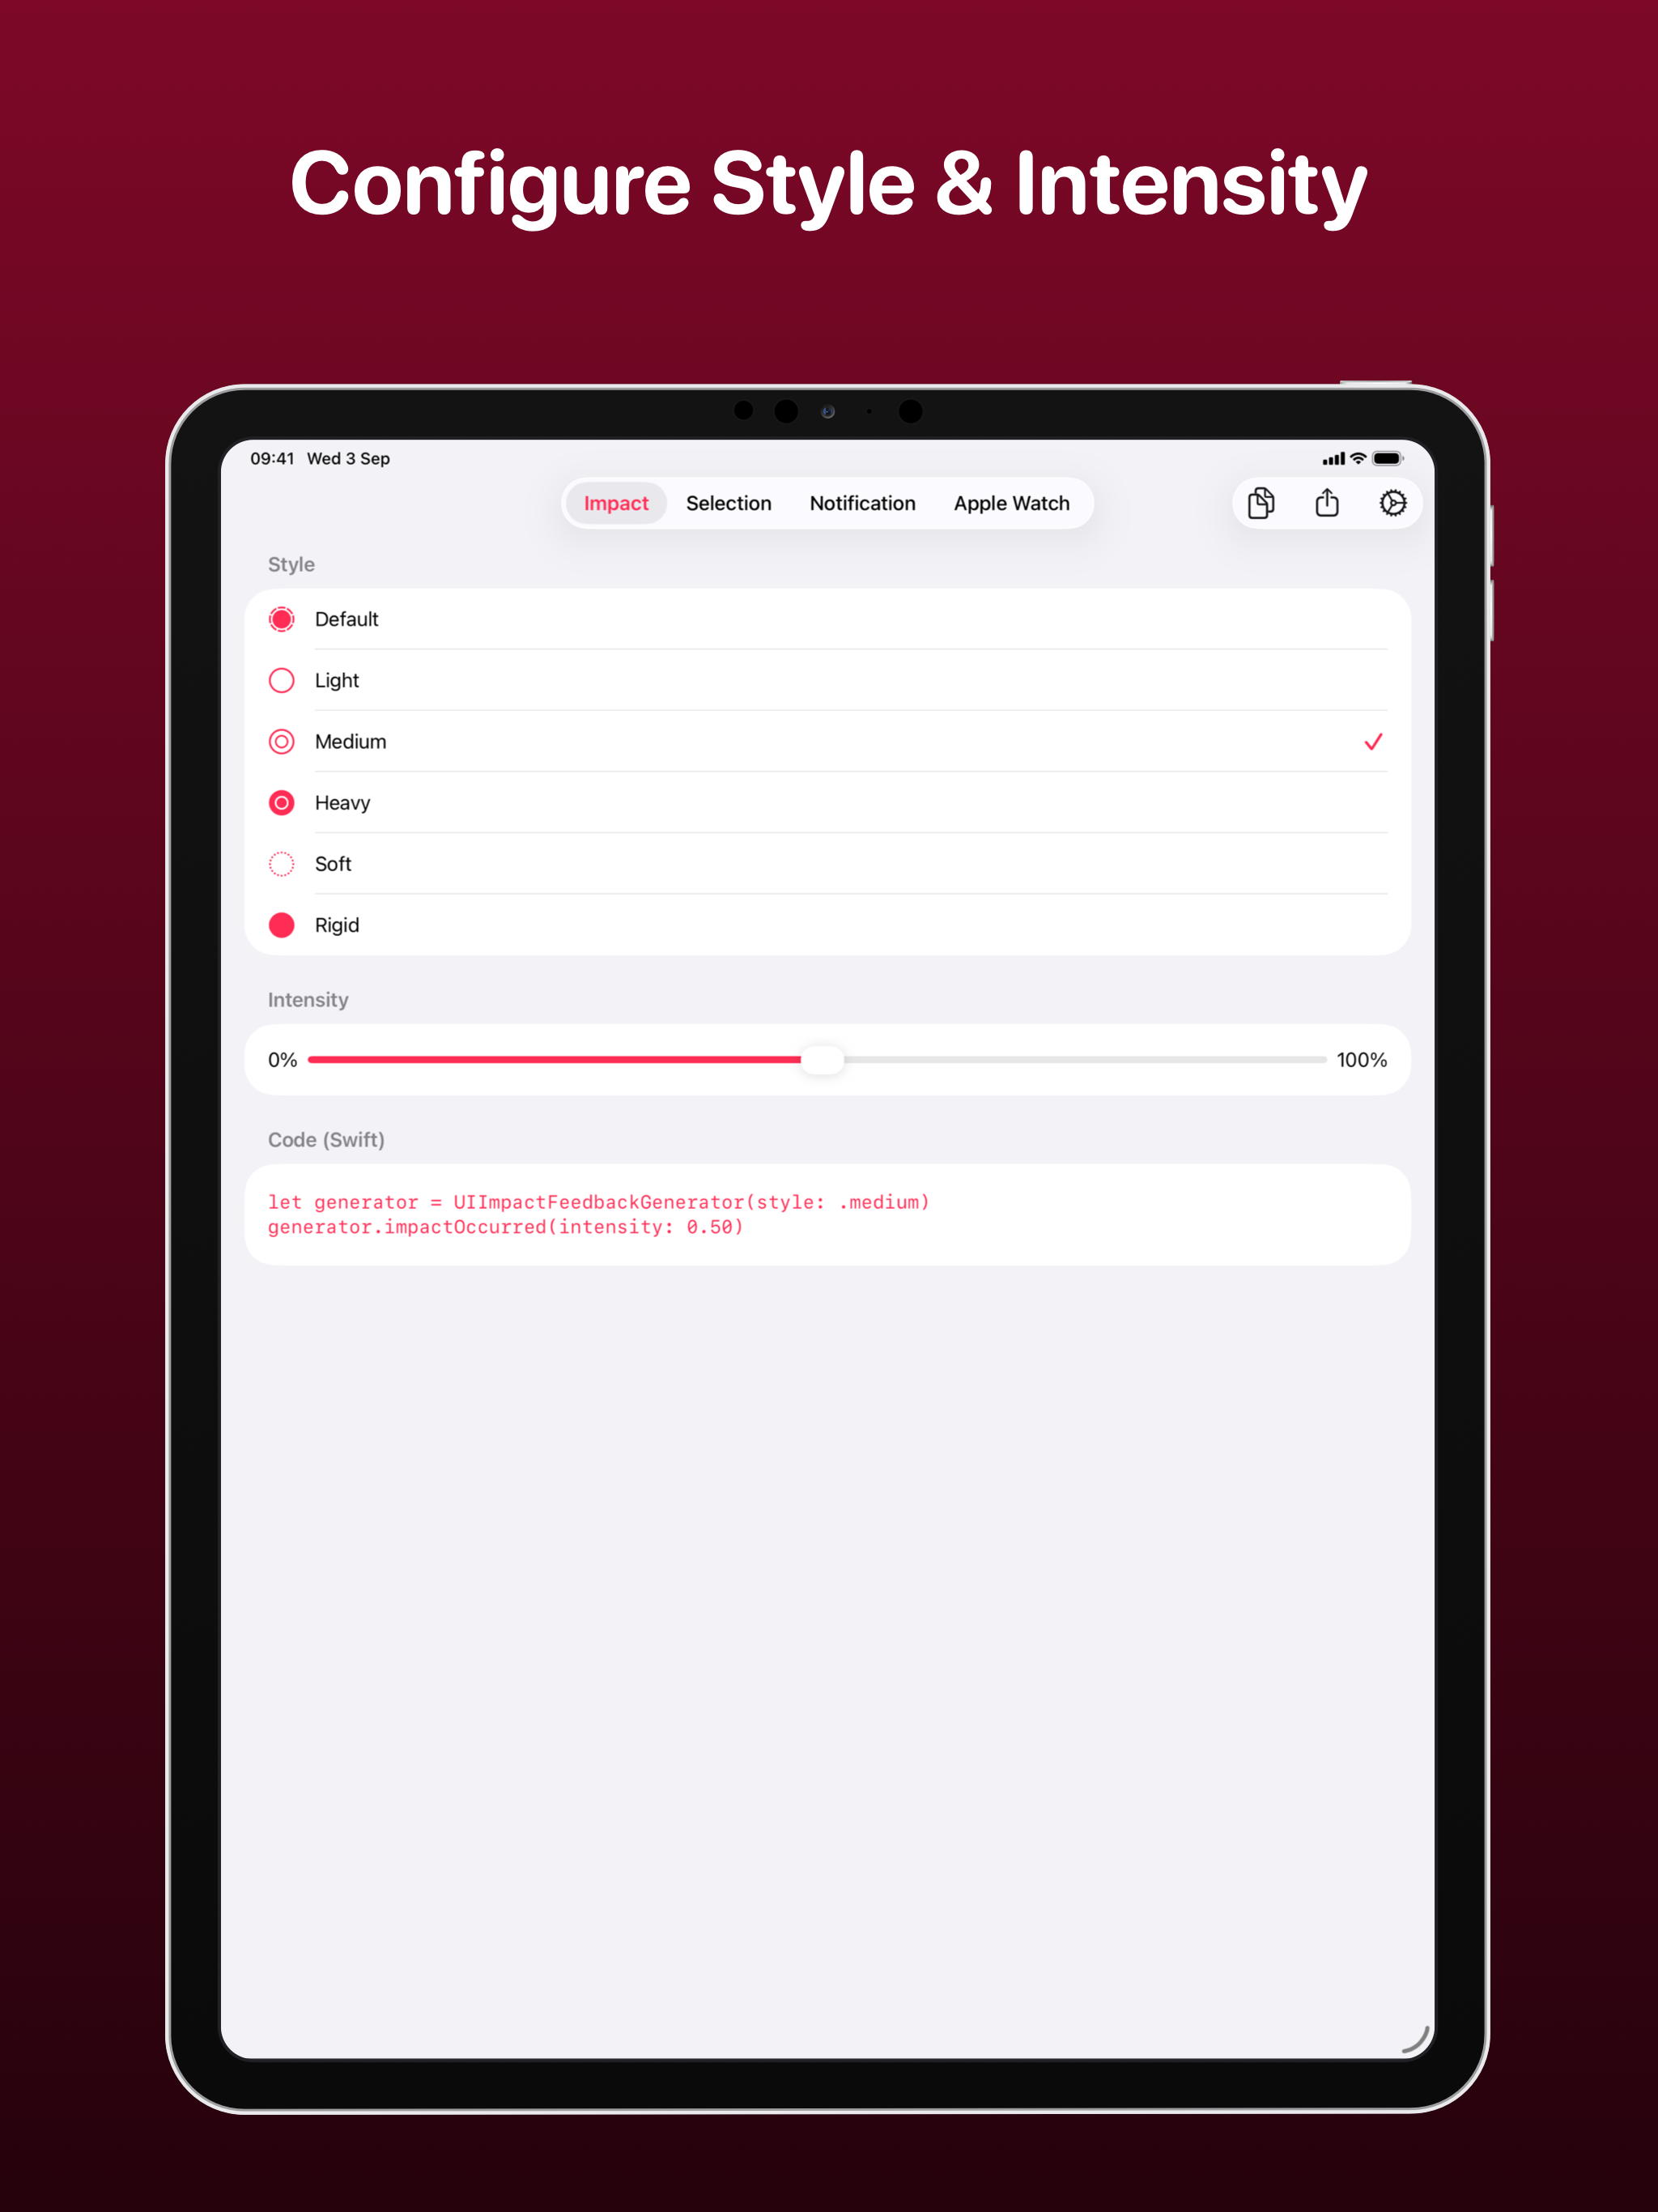 Configure Style & Intensity
09:41 Wed 3 Sep
Impact Selection Notification Apple Watch
Style
Default
Light
Medium
Heavy
Soft
Rigid
Intensity
0% 100%
Code (Swift)
let generator = UIImpactFeedbackGenerator(style: .medium)
generator.impactOccurred(intensity: 0.50)